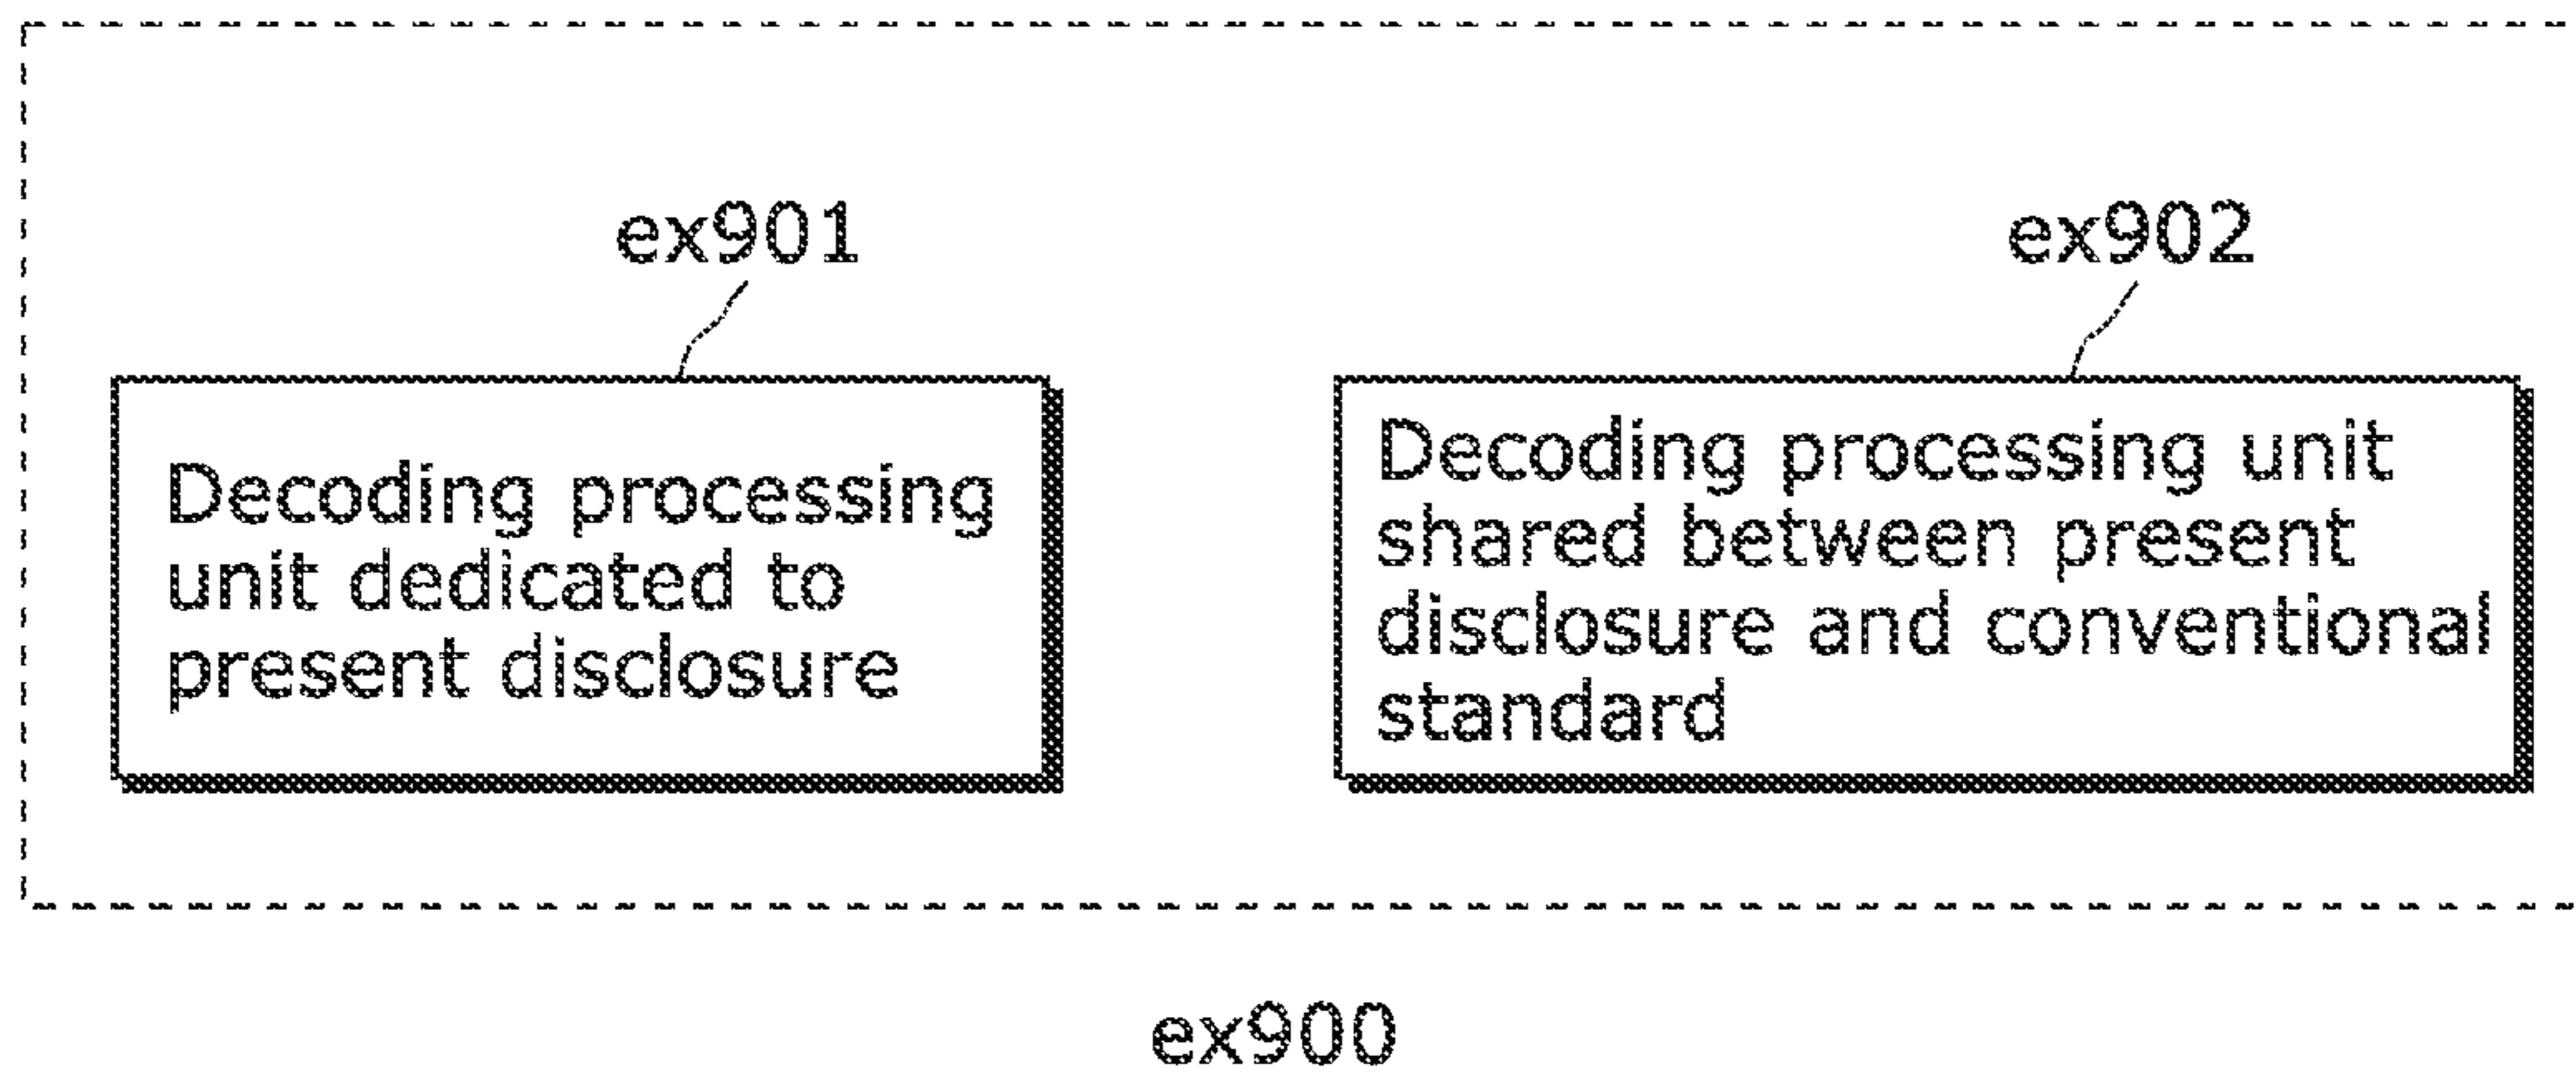 ex901
ex902
Decoding processing
unit dedicated to
present disclosure
Decoding processing unit
shared between present
disclosure and conventional
standard
ex900